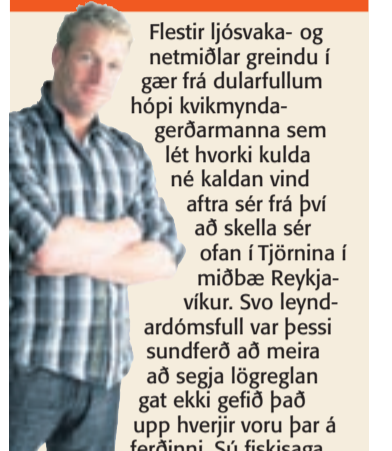 Flestir ljósvaka- og
netmiðlar greindu í
gær frá dularfullum
hópi kvikmynda-
gerðarmanna sem
lét hvorki kulda
né kaldan vind
aftra sér frá því
að skella sér
ofan í Tjörnina í
miðbæ Reykja-
víkur. Svo leynd-
ardómsfull var þessi
sundferð að meira
að segja lögreglan
gat ekki gefið það
upp hverjir voru þar á
ferðinni. Sú fiskisaga